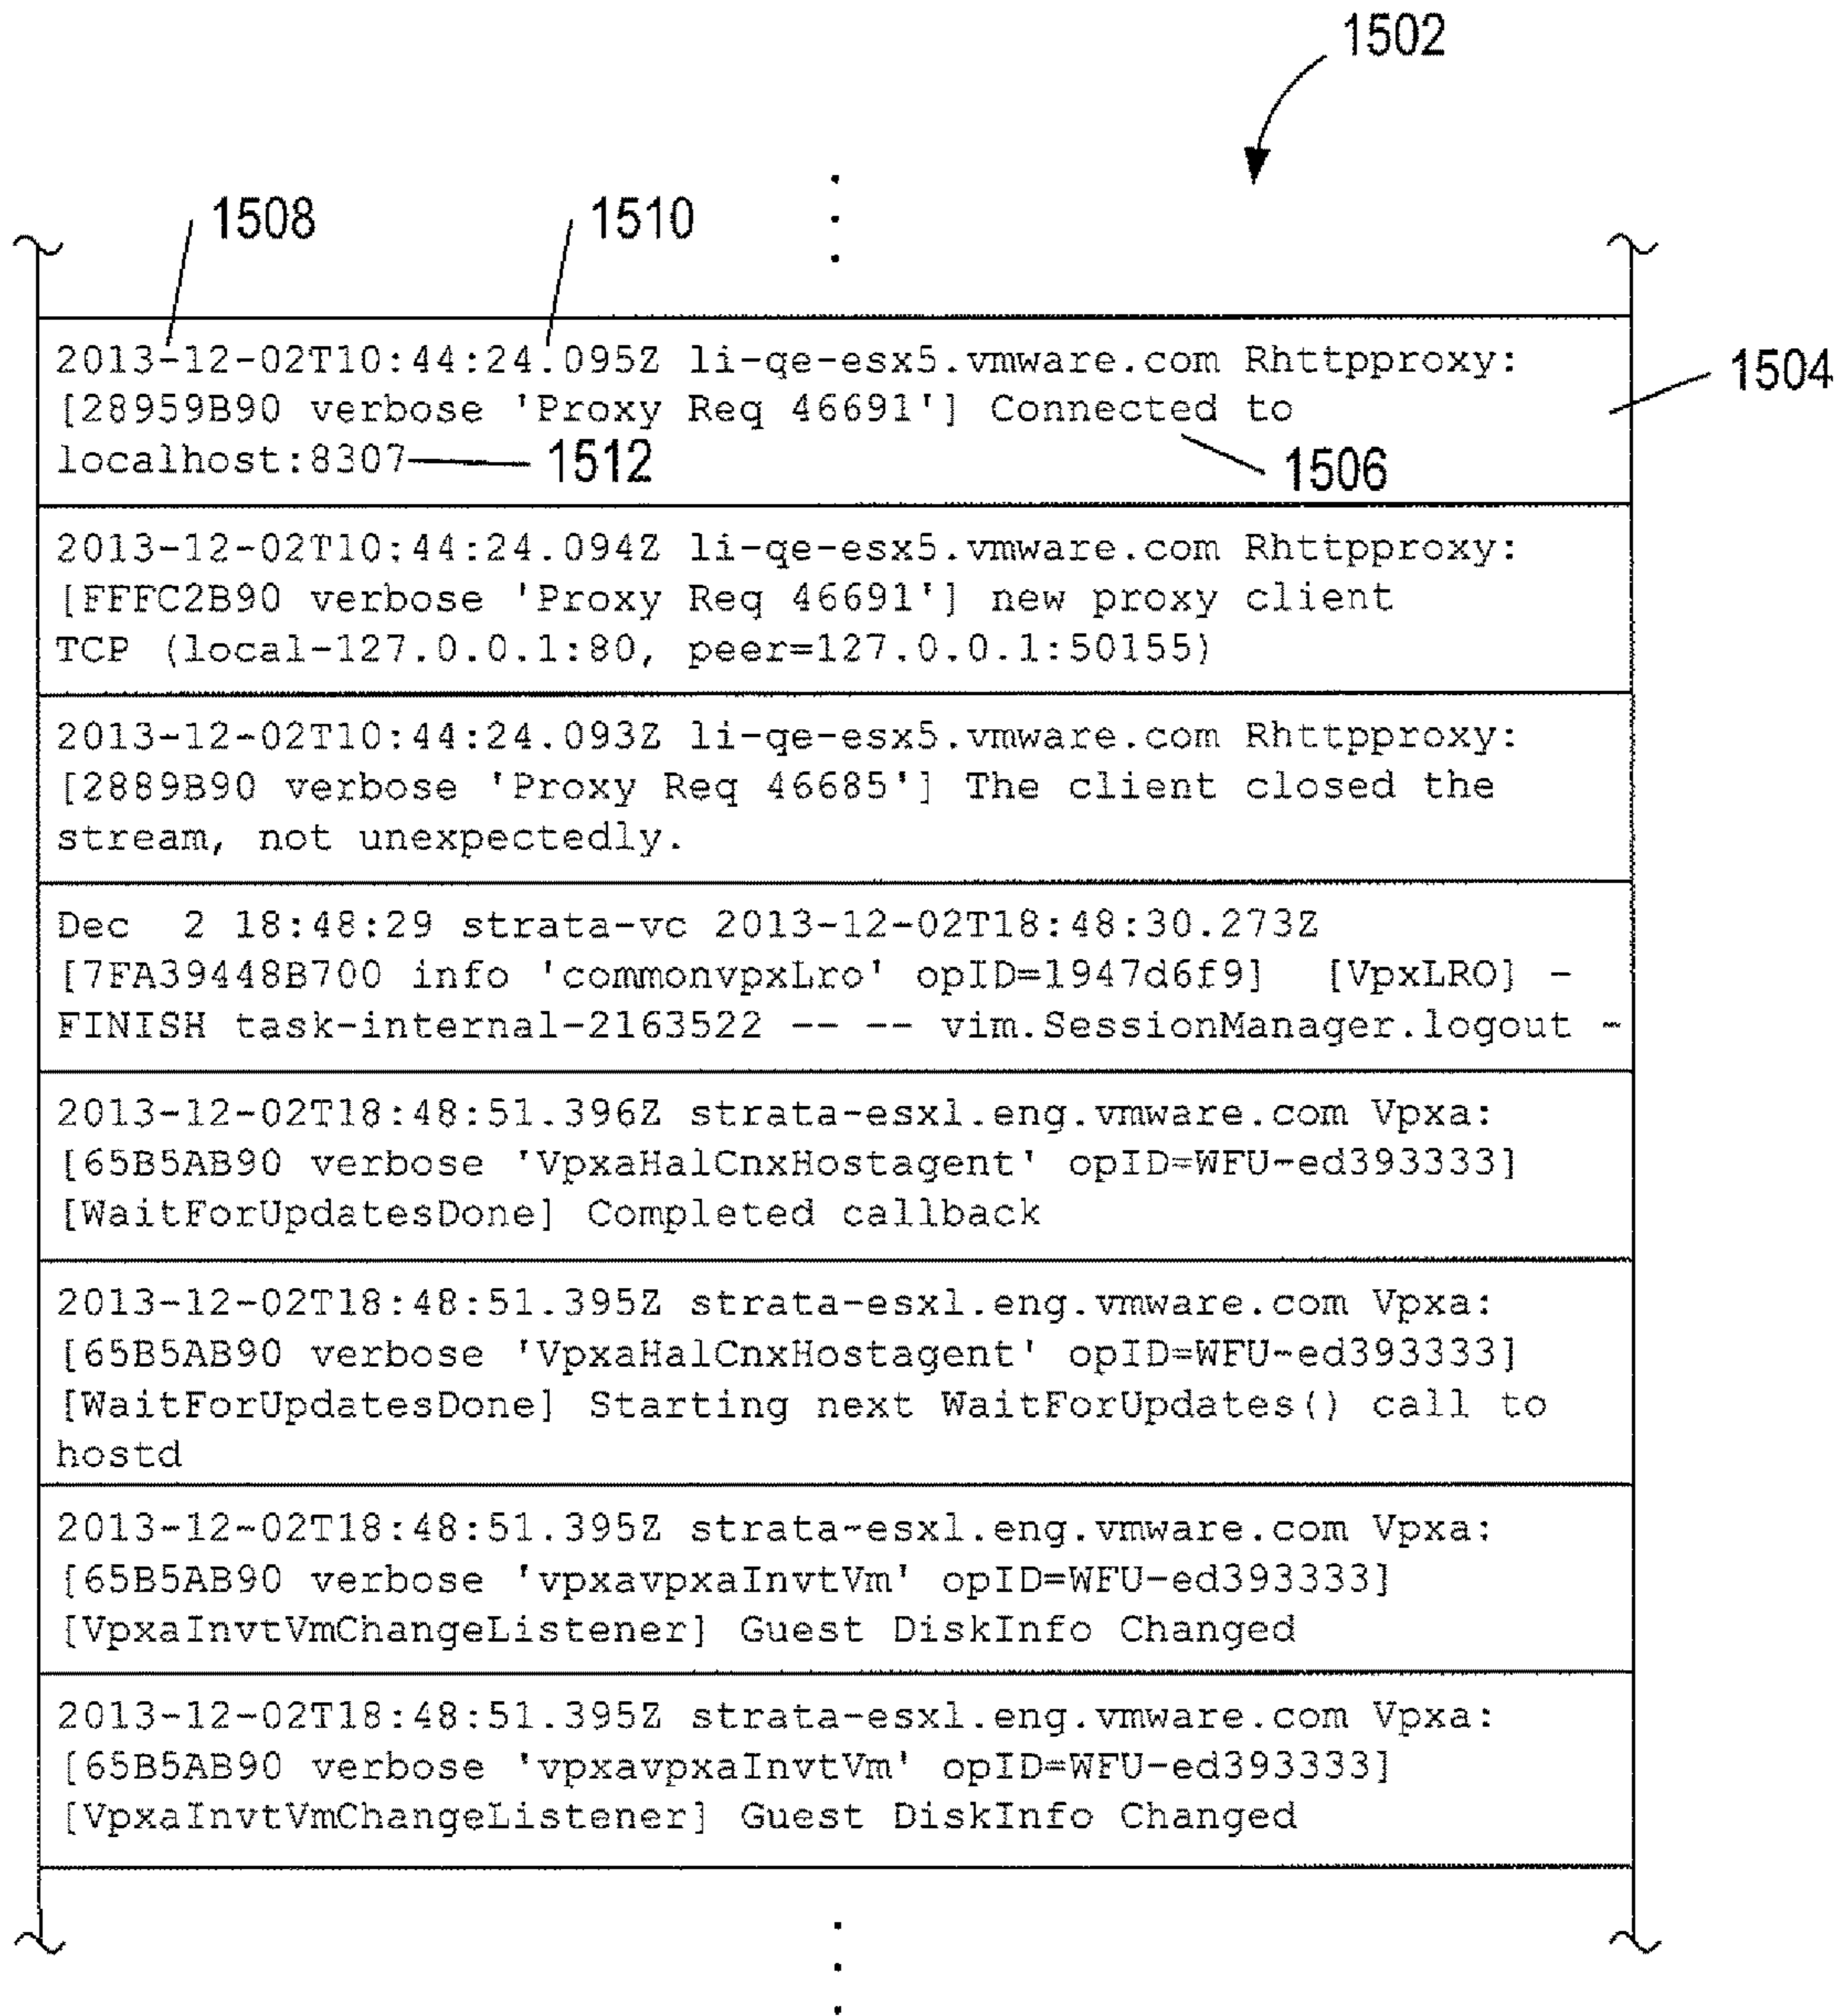 1502
1508
1510
2013-12-02T10:44:24.095Z li-qe-esx5.vmware.com Rhttpproxy:
[28959B90 verbose 'Proxy Req 46691'] Connected to
localhost:8307
1504
1512
1506
2013-12-02T10:44:24.094Z li-qe-esx5.vmware.com Rhttpproxy:
[FFFC2B90 verbose 'Proxy Req 46691'] new proxy client
TCP (local-127.0.0.1:80, peer=127.0.0.1:50155)
2013-12-02T10:44:24.093Z li-qe-esx5.vmware.com Rhttpproxy:
[2889B90 verbose 'Proxy Req 46685'] The client closed the
stream, not unexpectedly.
Dec  2 18:48:29 strata-vc 2013-12-02T18:48:30.273Z
[7FA39448B700 info 'commonvpxLro' opID=1947d6f9]  [VpxLRO] -
FINISH task-internal-2163522 -- -- vim.SessionManager.logout -
2013-12-02T18:48:51.396Z strata-esxl.eng.vmware.com Vpxa:
[65B5AB90 verbose 'VpxaHalCnxHostagent' opID=WFU-ed393333]
[WaitForUpdatesDone] Completed callback
2013-12-02T18:48:51.395Z strata-esxl.eng.vmware.com Vpxa:
[65B5AB90 verbose 'VpxaHalCnxHostagent' opID=WFU-ed393333]
[WaitForUpdatesDone] Starting next WaitForUpdates() call to
hostd
2013-12-02T18:48:51.395Z strata-esxl.eng.vmware.com Vpxa:
[65B5AB90 verbose 'vpxavpxaInvtVm' opID=WFU-ed393333]
[VpxaInvtVmChangeListener] Guest DiskInfo Changed
2013-12-02T18:48:51.395Z strata-esxl.eng.vmware.com Vpxa:
[65B5AB90 verbose 'vpxavpxaInvtVm' opID=WFU-ed393333]
[VpxaInvtVmChangeListener] Guest DiskInfo Changed